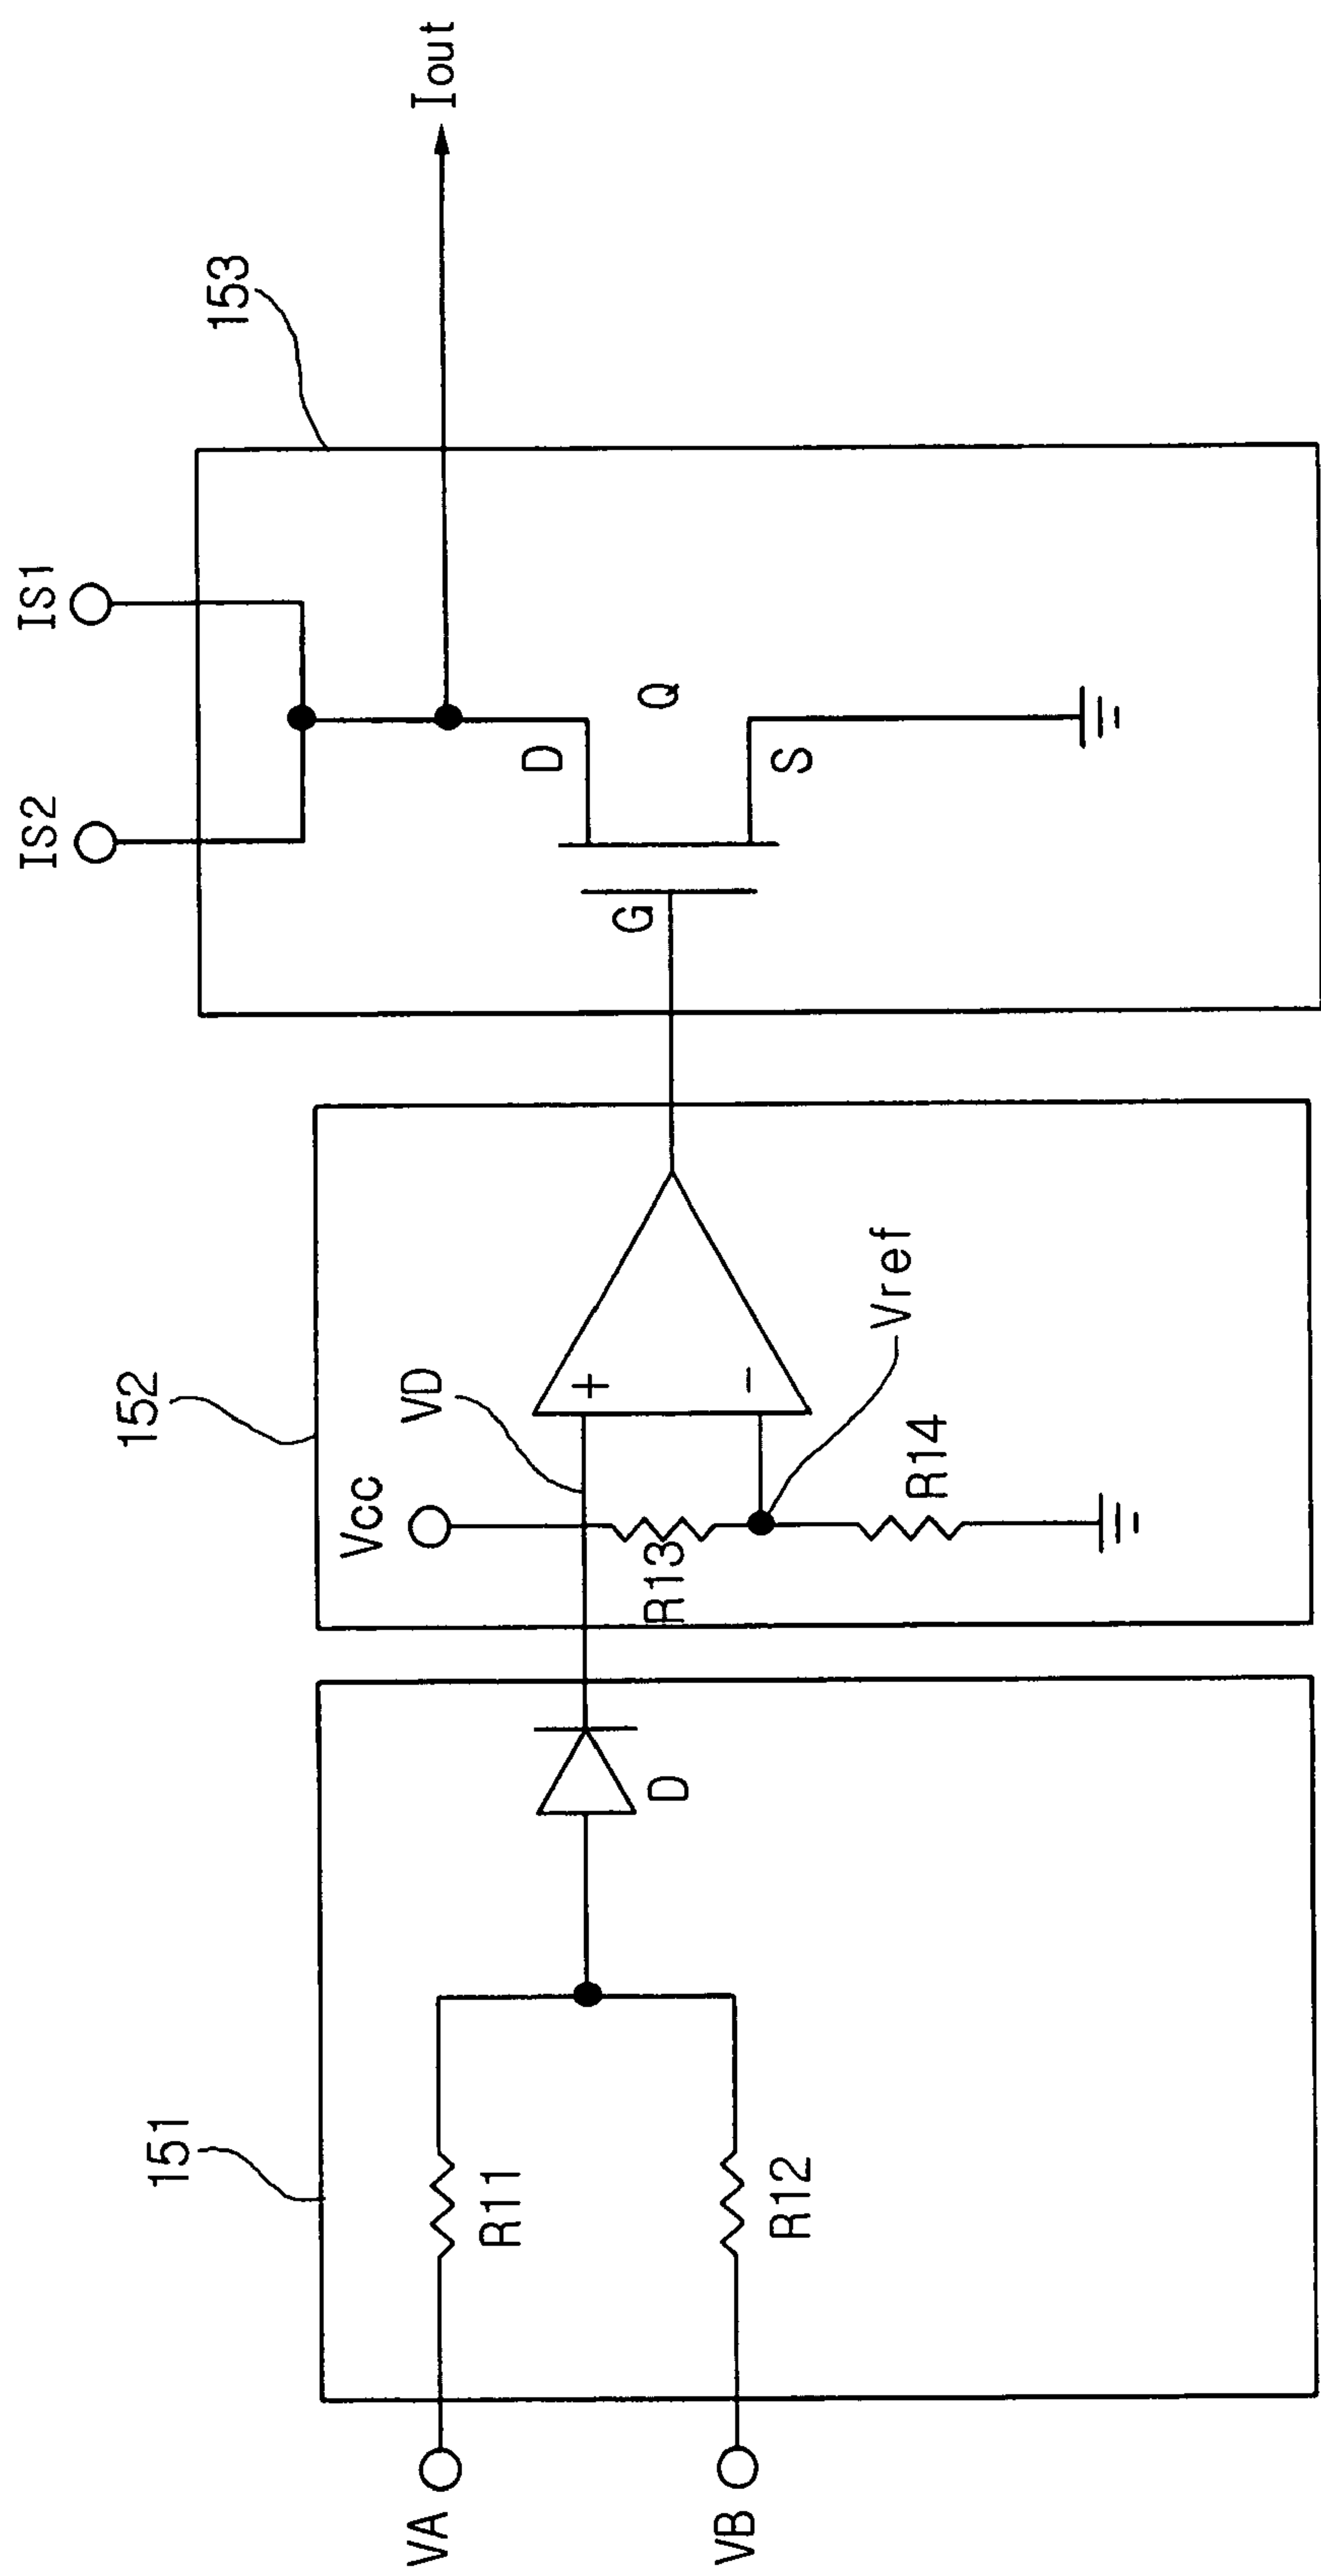 151
VA
R11
VB
R12
D
152
Vcc
VD
R13
+
-
Vref
R14
153
IS2
IS1
G
D
S
Q
Iout